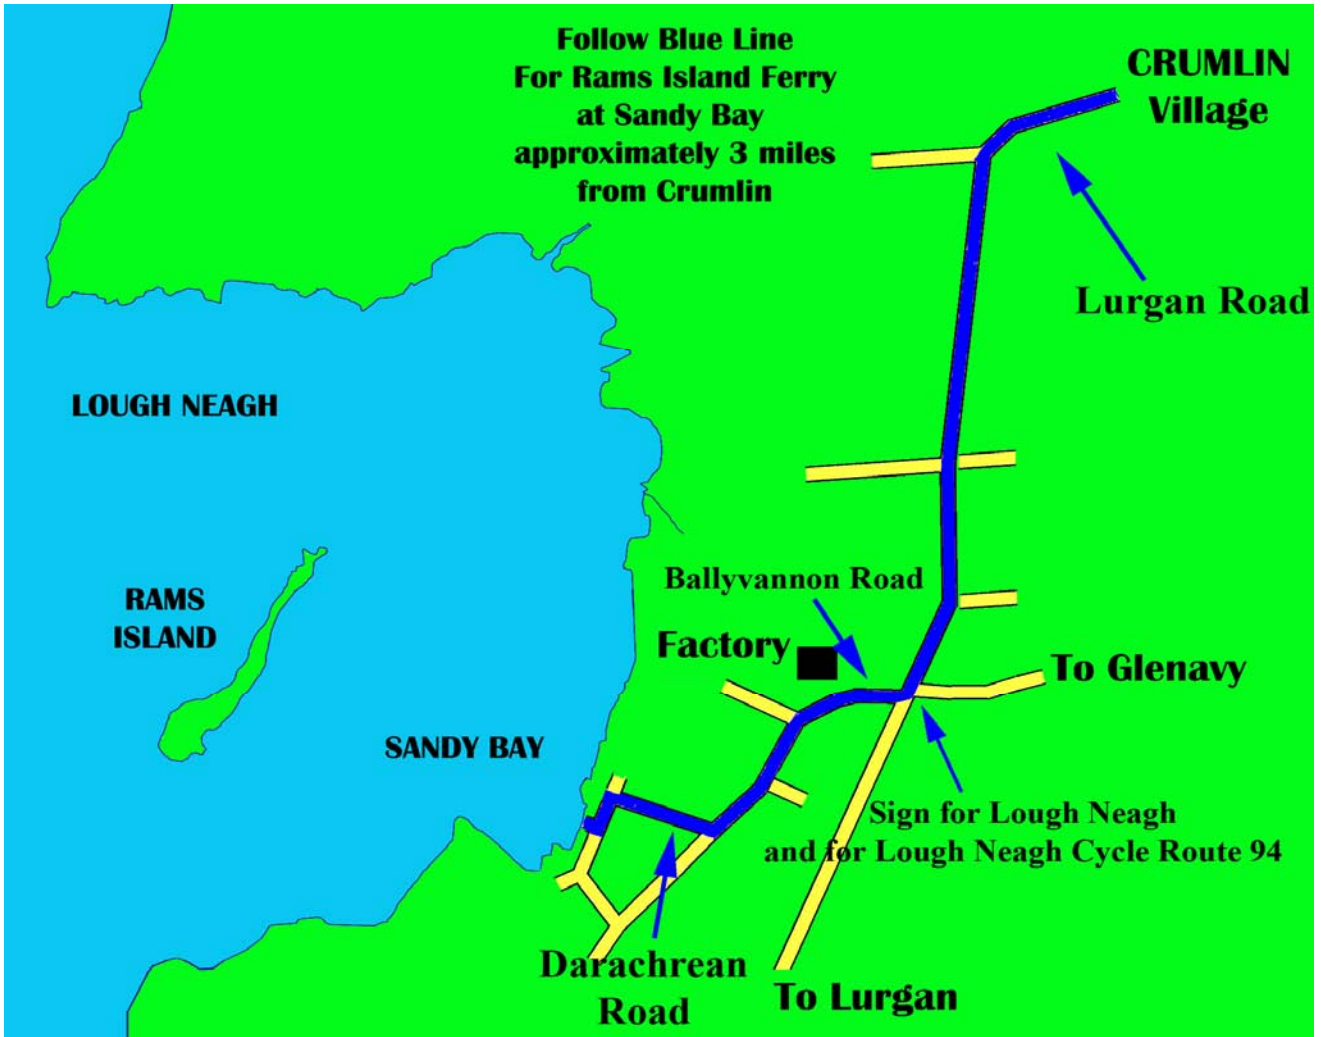 Follow Blue Line
For Rams Island Ferry
at Sandy Bay
approximately 3 miles
from Crumlin
CRUMLIN
Village
Lurgan Road
LOUGH NEAGH
RAMS
ISLAND
Ballyvannon Road
Factory
To Glenavy
SANDY BAY
Sign for Lough Neagh
and for Lough Neagh Cycle Route 94
Darachrean
Road
To Lurgan